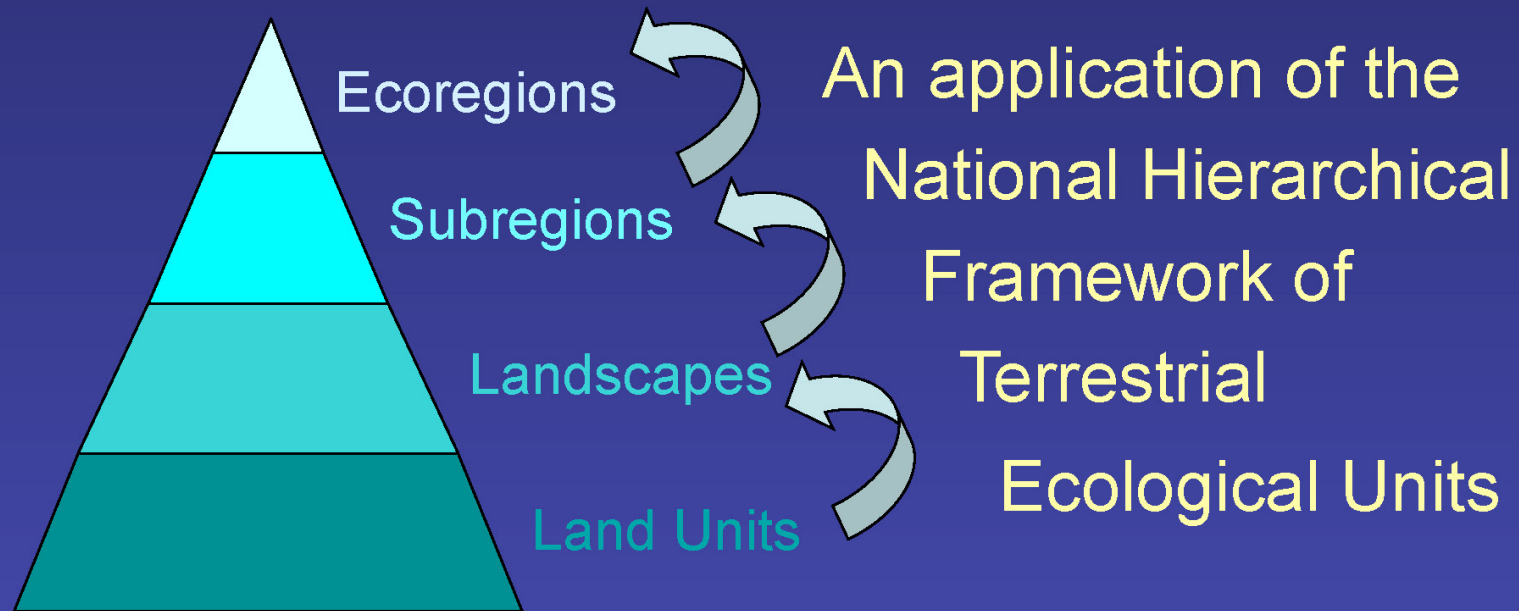 Ecoregions
Subregions
Landscapes
Land Units
An application of the
National Hierarchical
Framework of
Terrestrial
Ecological Units